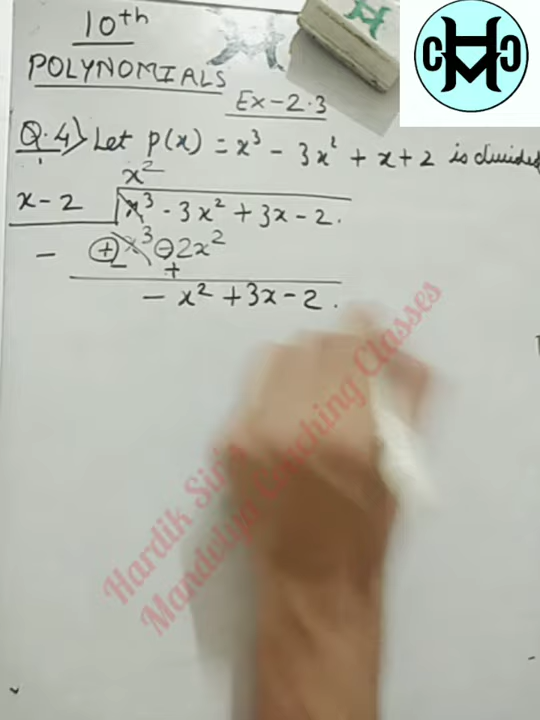 10th
POLYNOMIALS
Ex-2.3
Q.4) Let p(x) = x³ - 3x² + x + 2 is divided
x²
x-2 x³ - 3x² + 3x - 2.
- + x³ - 2x²
- +
- x² + 3x - 2.
Hardik Sir's
Mandolya Coaching Classes